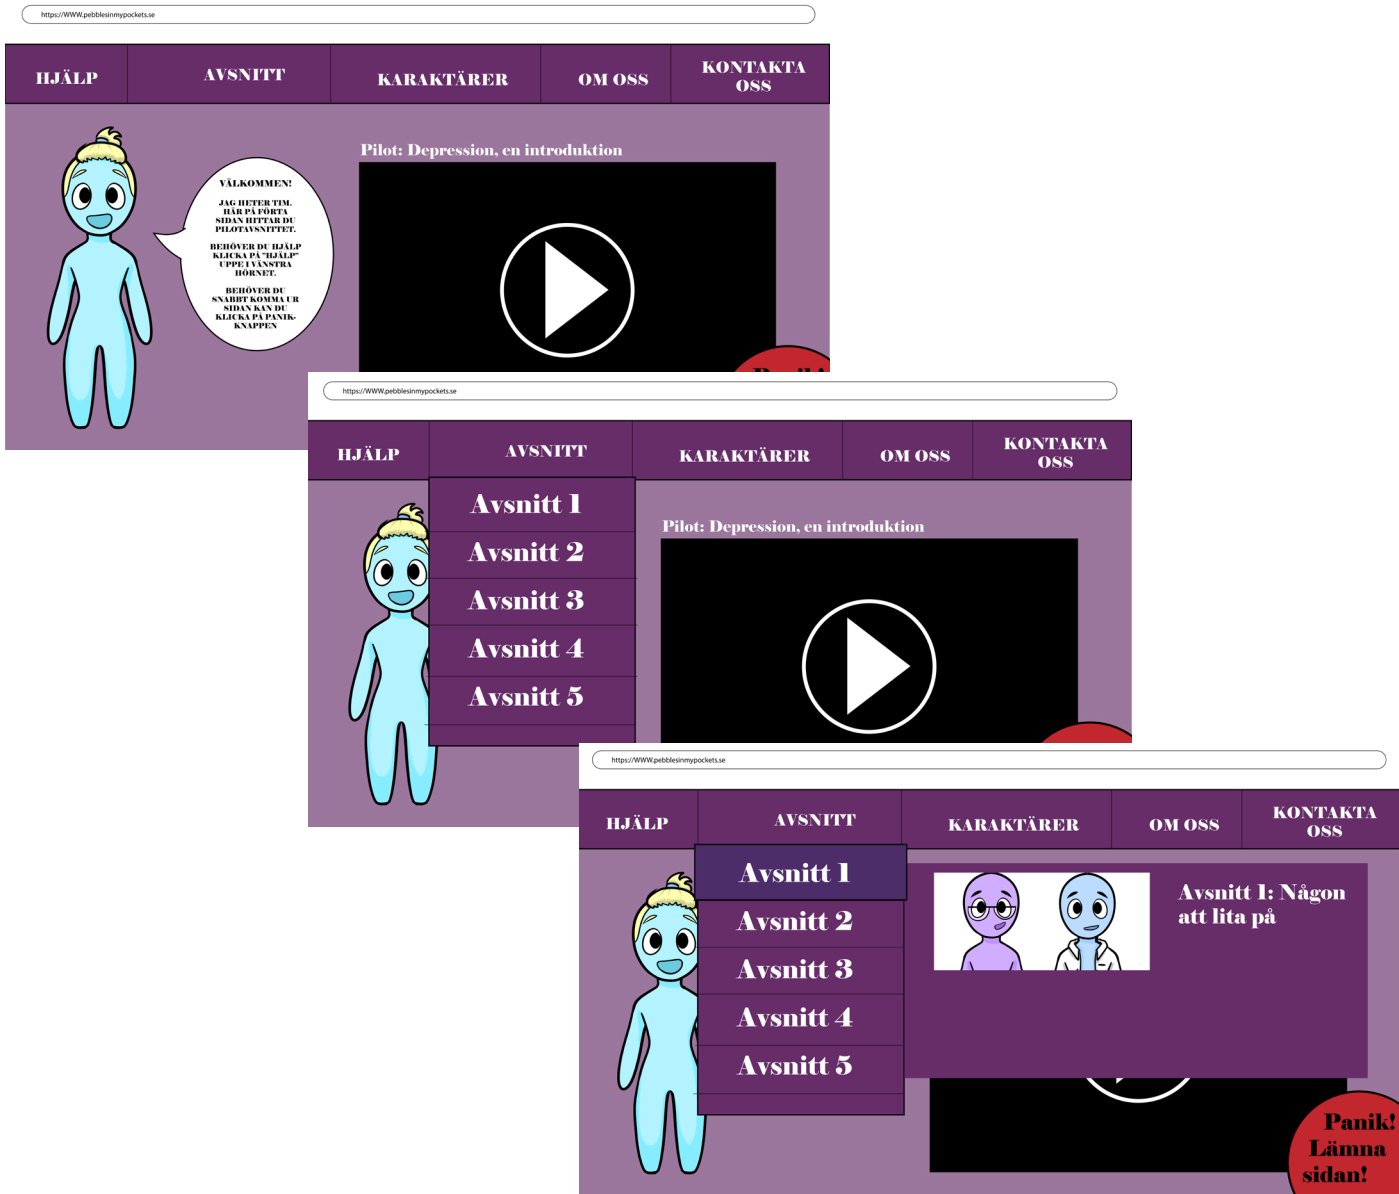 https://WWW.pebblesinmypockets.se
HJÄLP
AVSNITT
KARAKTÄRER
OM OSS
KONTAKTA
OSS
VÄLKOMMEN!
JAG HETER TIM.
HÄR PÅ FÖRTA
SIDAN HITTAR DU
PILOTAVSNITTET.
BEHÖVER DU HJÄLP
KLICKA PÅ "HJÄLP"
UPPE I VÄNSTRA
HÖRNET.
BEHÖVER DU
SNABBT KOMMA UR
SIDAN KAN DU
KLICKA PÅ PANIK-
KNAPPEN
Pilot: Depression, en introduktion
https://WWW.pebblesinmypockets.se
HJÄLP
AVSNITT
KARAKTÄRER
OM OSS
KONTAKTA
OSS
Avsnitt 1
Avsnitt 2
Avsnitt 3
Avsnitt 4
Avsnitt 5
Pilot: Depression, en introduktion
https://WWW.pebblesinmypockets.se
HJÄLP
AVSNITT
KARAKTÄRER
OM OSS
KONTAKTA
OSS
Avsnitt 1
Avsnitt 2
Avsnitt 3
Avsnitt 4
Avsnitt 5
Avsnitt 1: Någon
att lita på
Panik!
Lämna
sidan!